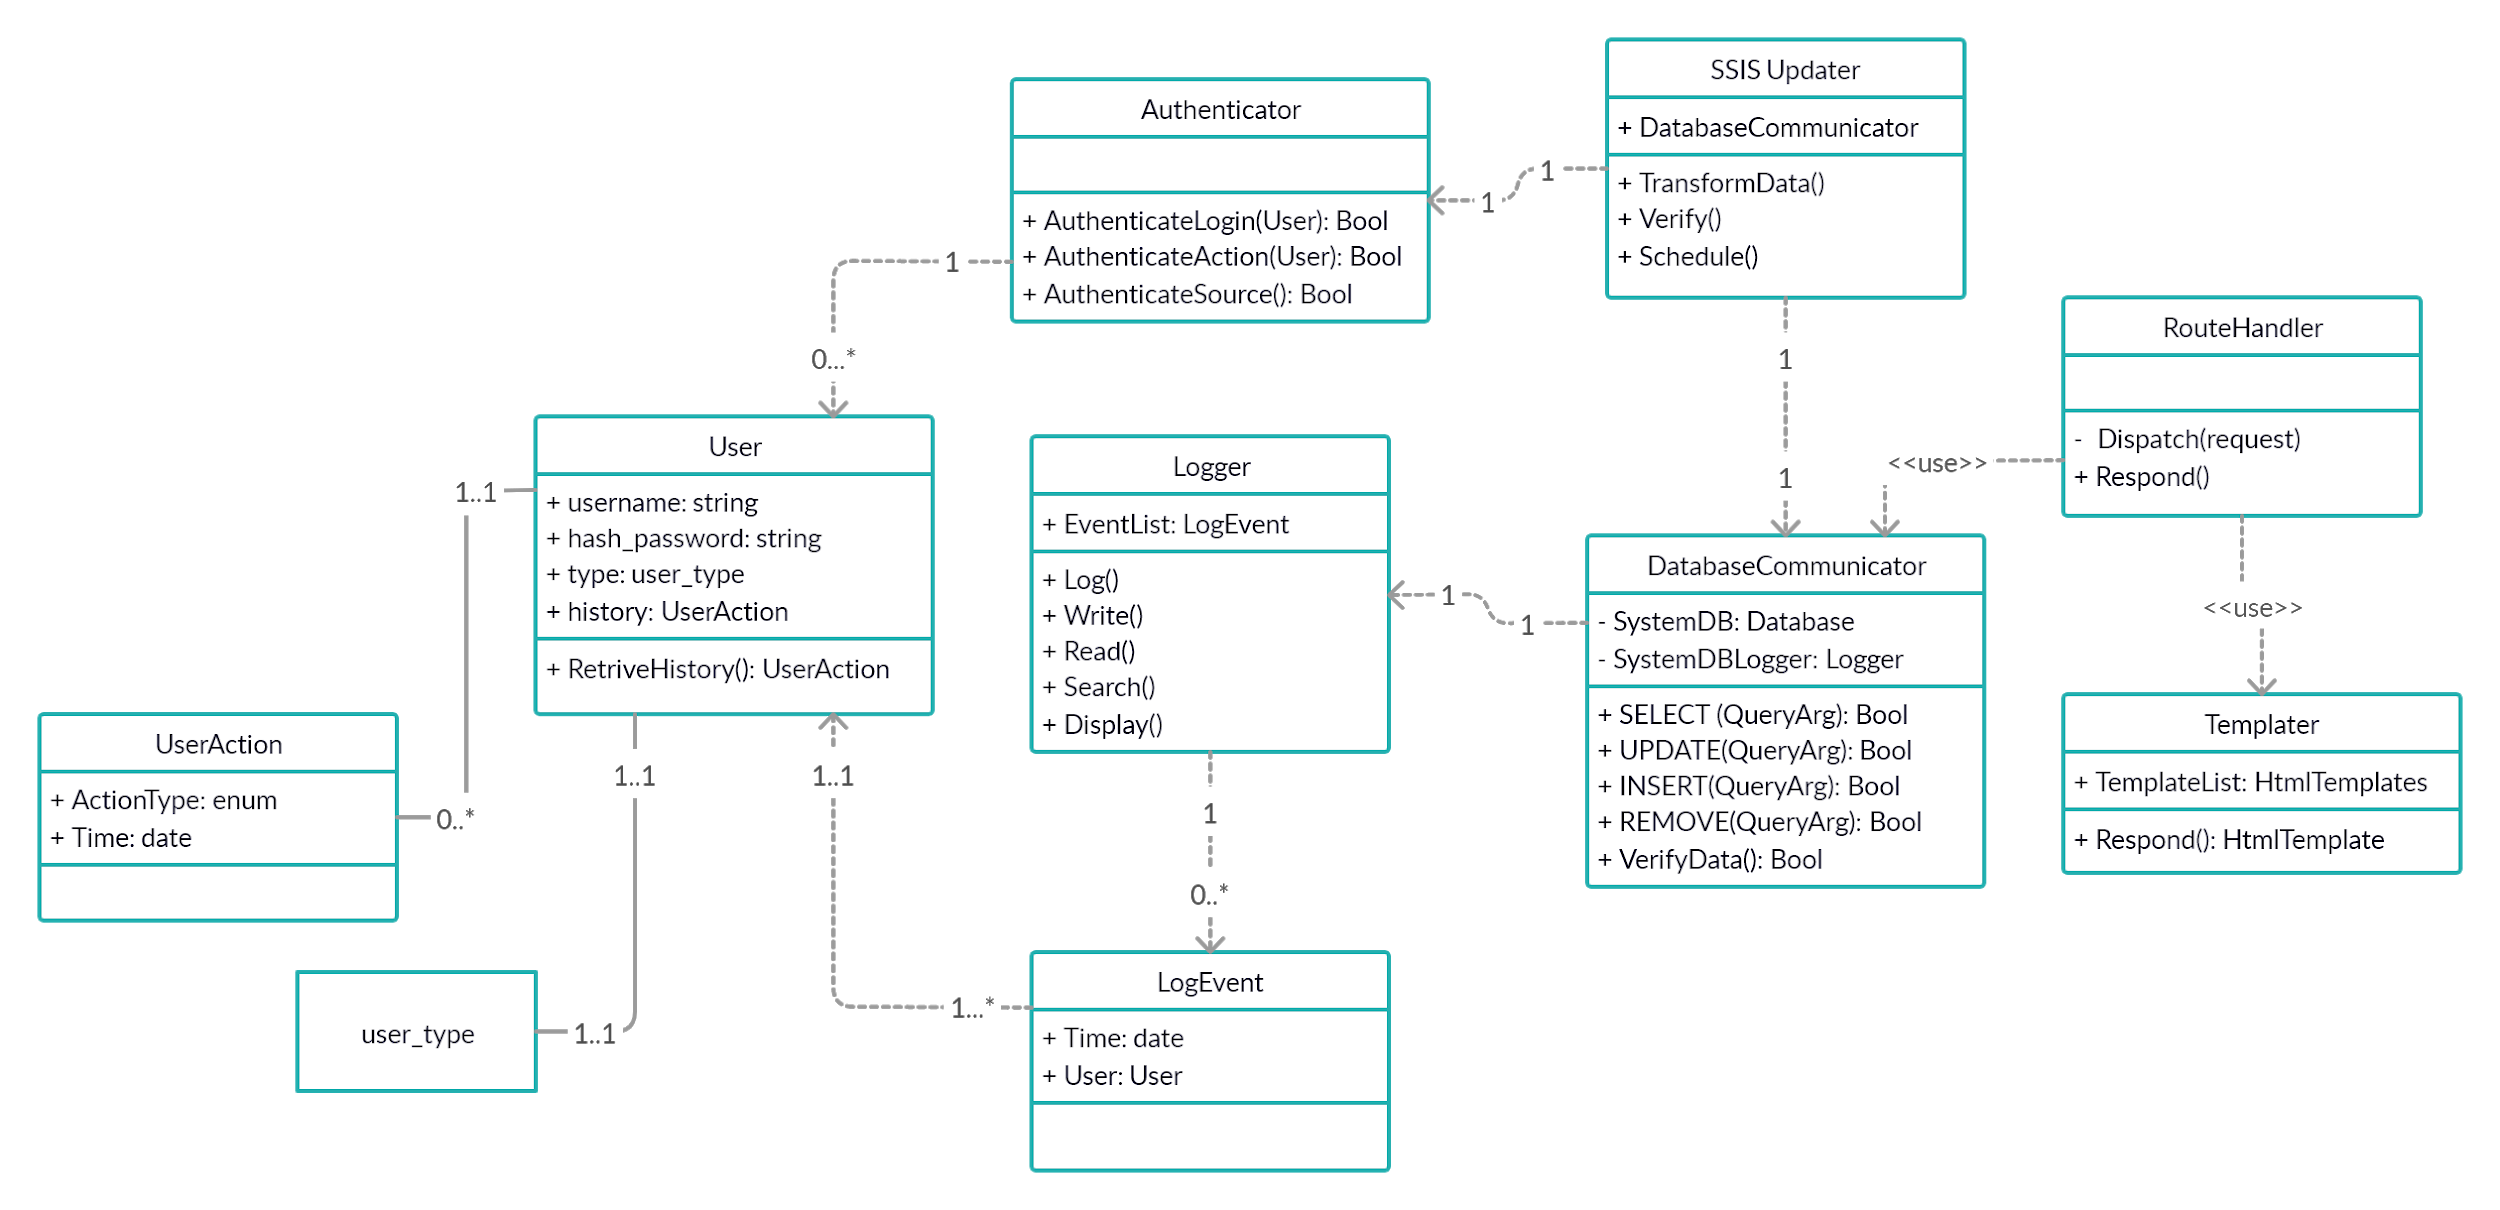 SSIS Updater
+ DatabaseCommunicator
+ TransformData()
+ Verify()
+ Schedule()
Authenticator
+ AuthenticateLogin(User): Bool
+ AuthenticateAction(User): Bool
+ AuthenticateSource(): Bool
1
1
1
0...*
1
1
RouteHandler
- Dispatch(request)
+ Respond()
<<use>>
<<use>>
User
+ username: string
+ hash_password: string
+ type: user_type
+ history: UserAction
+ RetriveHistory(): UserAction
1..1
0..*
Logger
+ EventList: LogEvent
+ Log()
+ Write()
+ Read()
+ Search()
+ Display()
1
1
DatabaseCommunicator
- SystemDB: Database
- SystemDBLogger: Logger
+ SELECT (QueryArg): Bool
+ UPDATE(QueryArg): Bool
+ INSERT(QueryArg): Bool
+ REMOVE(QueryArg): Bool
+ VerifyData(): Bool
Templater
+ TemplateList: HtmlTemplates
+ Respond(): HtmlTemplate
UserAction
+ ActionType: enum
+ Time: date
1..1
1..1
1
0..*
user_type
1..1
1...*
LogEvent
+ Time: date
+ User: User